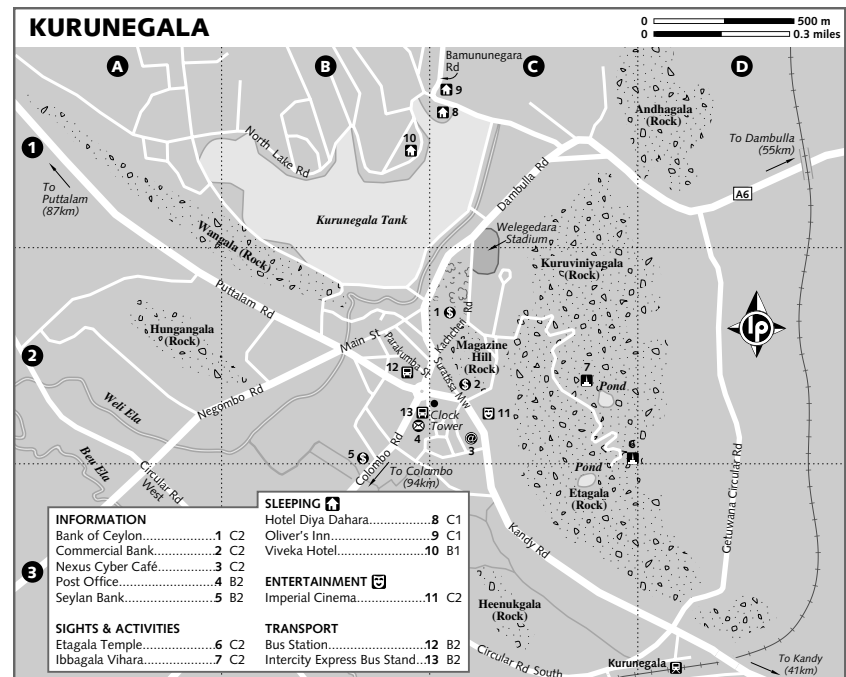 KURUNEGALA
0 500 m
0 0.3 miles
A
B
C
D
1
2
3
Bamununegara
Rd
9
8
10
North Lake Rd
Andhagala
(Rock)
To Dambulla
(55km)
A6
To
Puttalam
(87km)
Dambulla Rd
Kurunegala Tank
Welegedara
Stadium
Wangala (Rock)
Kuruviniyagala
(Rock)
Puttalam Rd
1
Kachcheri Rd
Hungangala
(Rock)
Main St
Parakumba St
Magazine
Hill
(Rock)
Suratissa Mw
lp
12
2
7
Pond
Negombo Rd
13
Clock
Tower
11
4
3
Weli Ela
Beu Ela
5
Colombo Rd
To Colombo
(94km)
6
Pond
Etagala
(Rock)
Circular Rd
West
Getuwana Circular Rd
Kandy Rd
Heenukgala
(Rock)
Circular Rd South
Kurunegala
To Kandy
(41km)
INFORMATION
Bank of Ceylon.....................1 C2
Commercial Bank................2 C2
Nexus Cyber Café................3 C2
Post Office............................4 B2
Seylan Bank..........................5 B2
SIGHTS & ACTIVITIES
Etagala Temple....................6 C2
Ibbagala Vihara...................7 C2
SLEEPING
Hotel Diya Dahara................8 C1
Oliver's Inn...........................9 C1
Viveka Hotel.......................10 B1
ENTERTAINMENT
Imperial Cinema.................11 C2
TRANSPORT
Bus Station..........................12 B2
Intercity Express Bus Stand..13 B2